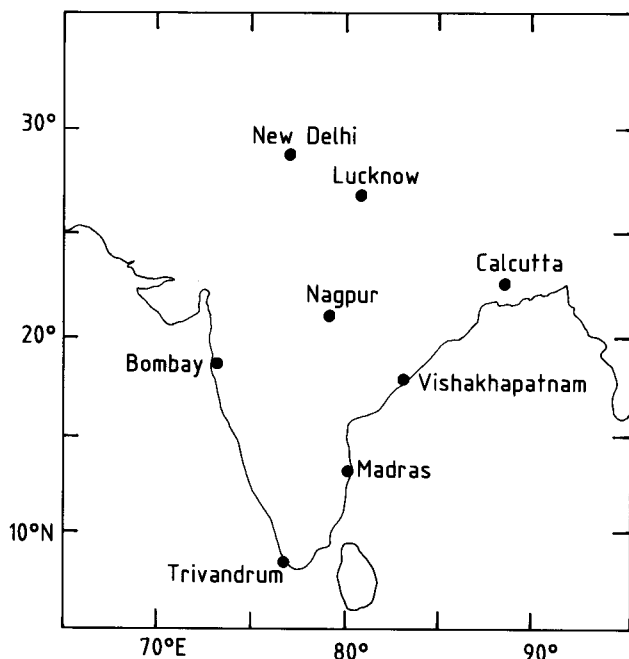 30°
New Delhi
Lucknow
Calcutta
Nagpur
20°
Bombay
Vishakhapatnam
Madras
10°N
Trivandrum
70°E
80°
90°